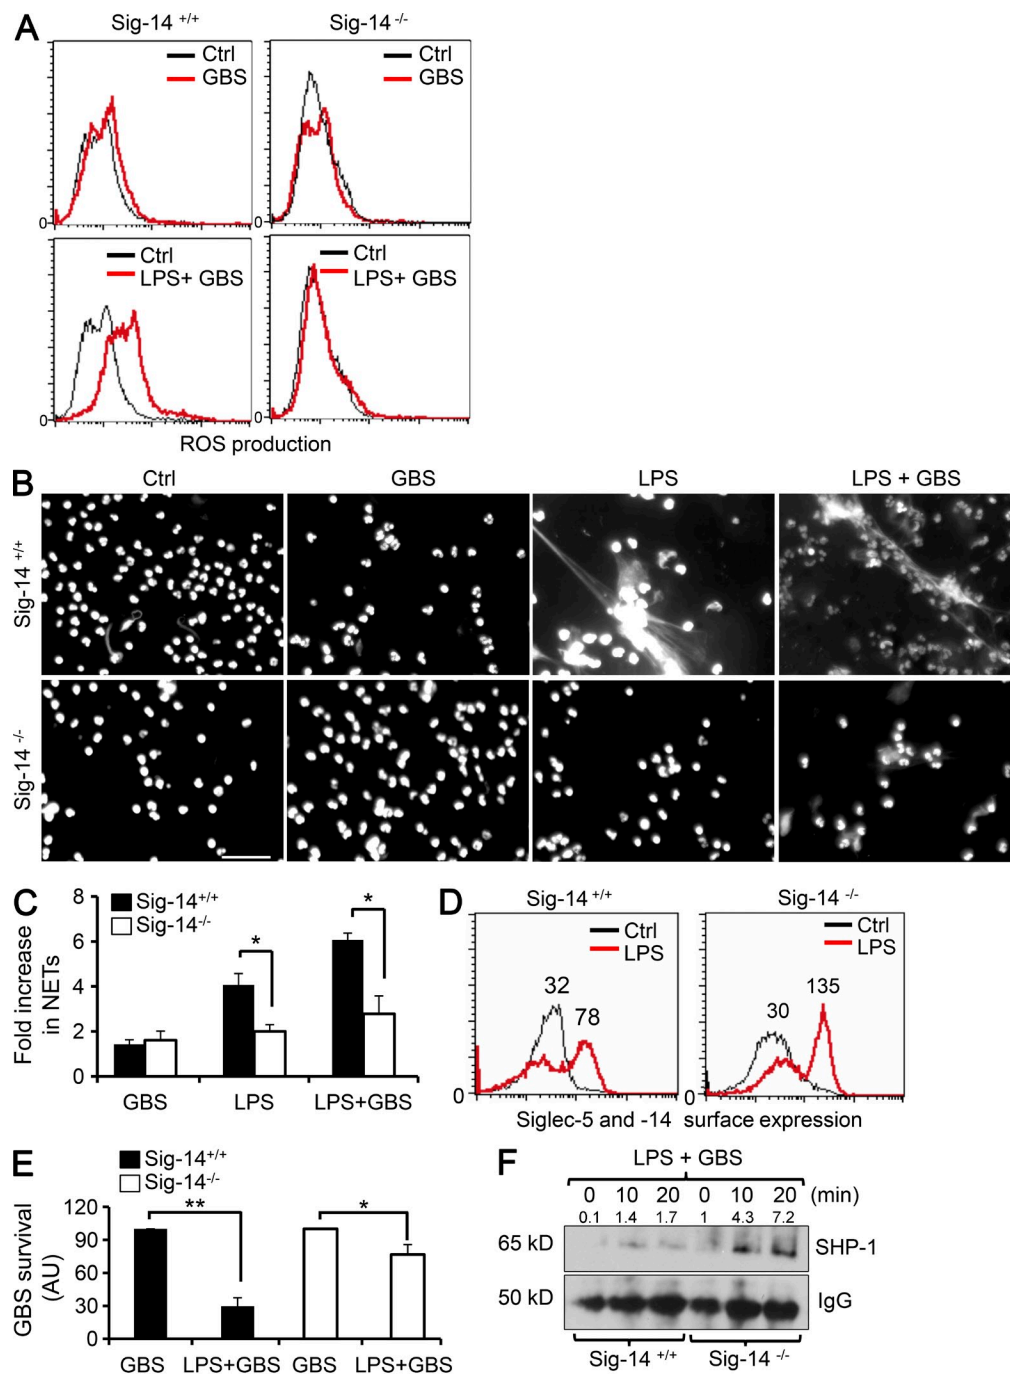 A
Sig-14 +/+
Sig-14 -/-
Ctrl
GBS
Ctrl
GBS
0
0
Ctrl
LPS+ GBS
Ctrl
LPS+ GBS
0
0
ROS production
B
Ctrl
GBS
LPS
LPS + GBS
Sig-14 +/+
Sig-14 -/-
C
8
6
4
2
0
Fold increase
in NETs
Sig-14+/+
Sig-14-/-
*
*
GBS
LPS
LPS+GBS
D
Sig-14 +/+
Sig-14 -/-
Ctrl
LPS
32
78
0
Ctrl
LPS
30
135
0
Siglec-5 and -14 surface expression
E
Sig-14+/+
Sig-14-/-
120
90
60
30
0
GBS survival
(AU)
**
*
GBS
LPS+GBS
GBS
LPS+GBS
F
LPS + GBS
0 10 20 0 10 20 (min)
0.1 1.4 1.7 1 4.3 7.2
65 kD
SHP-1
50 kD
IgG
Sig-14 +/+
Sig-14 -/-